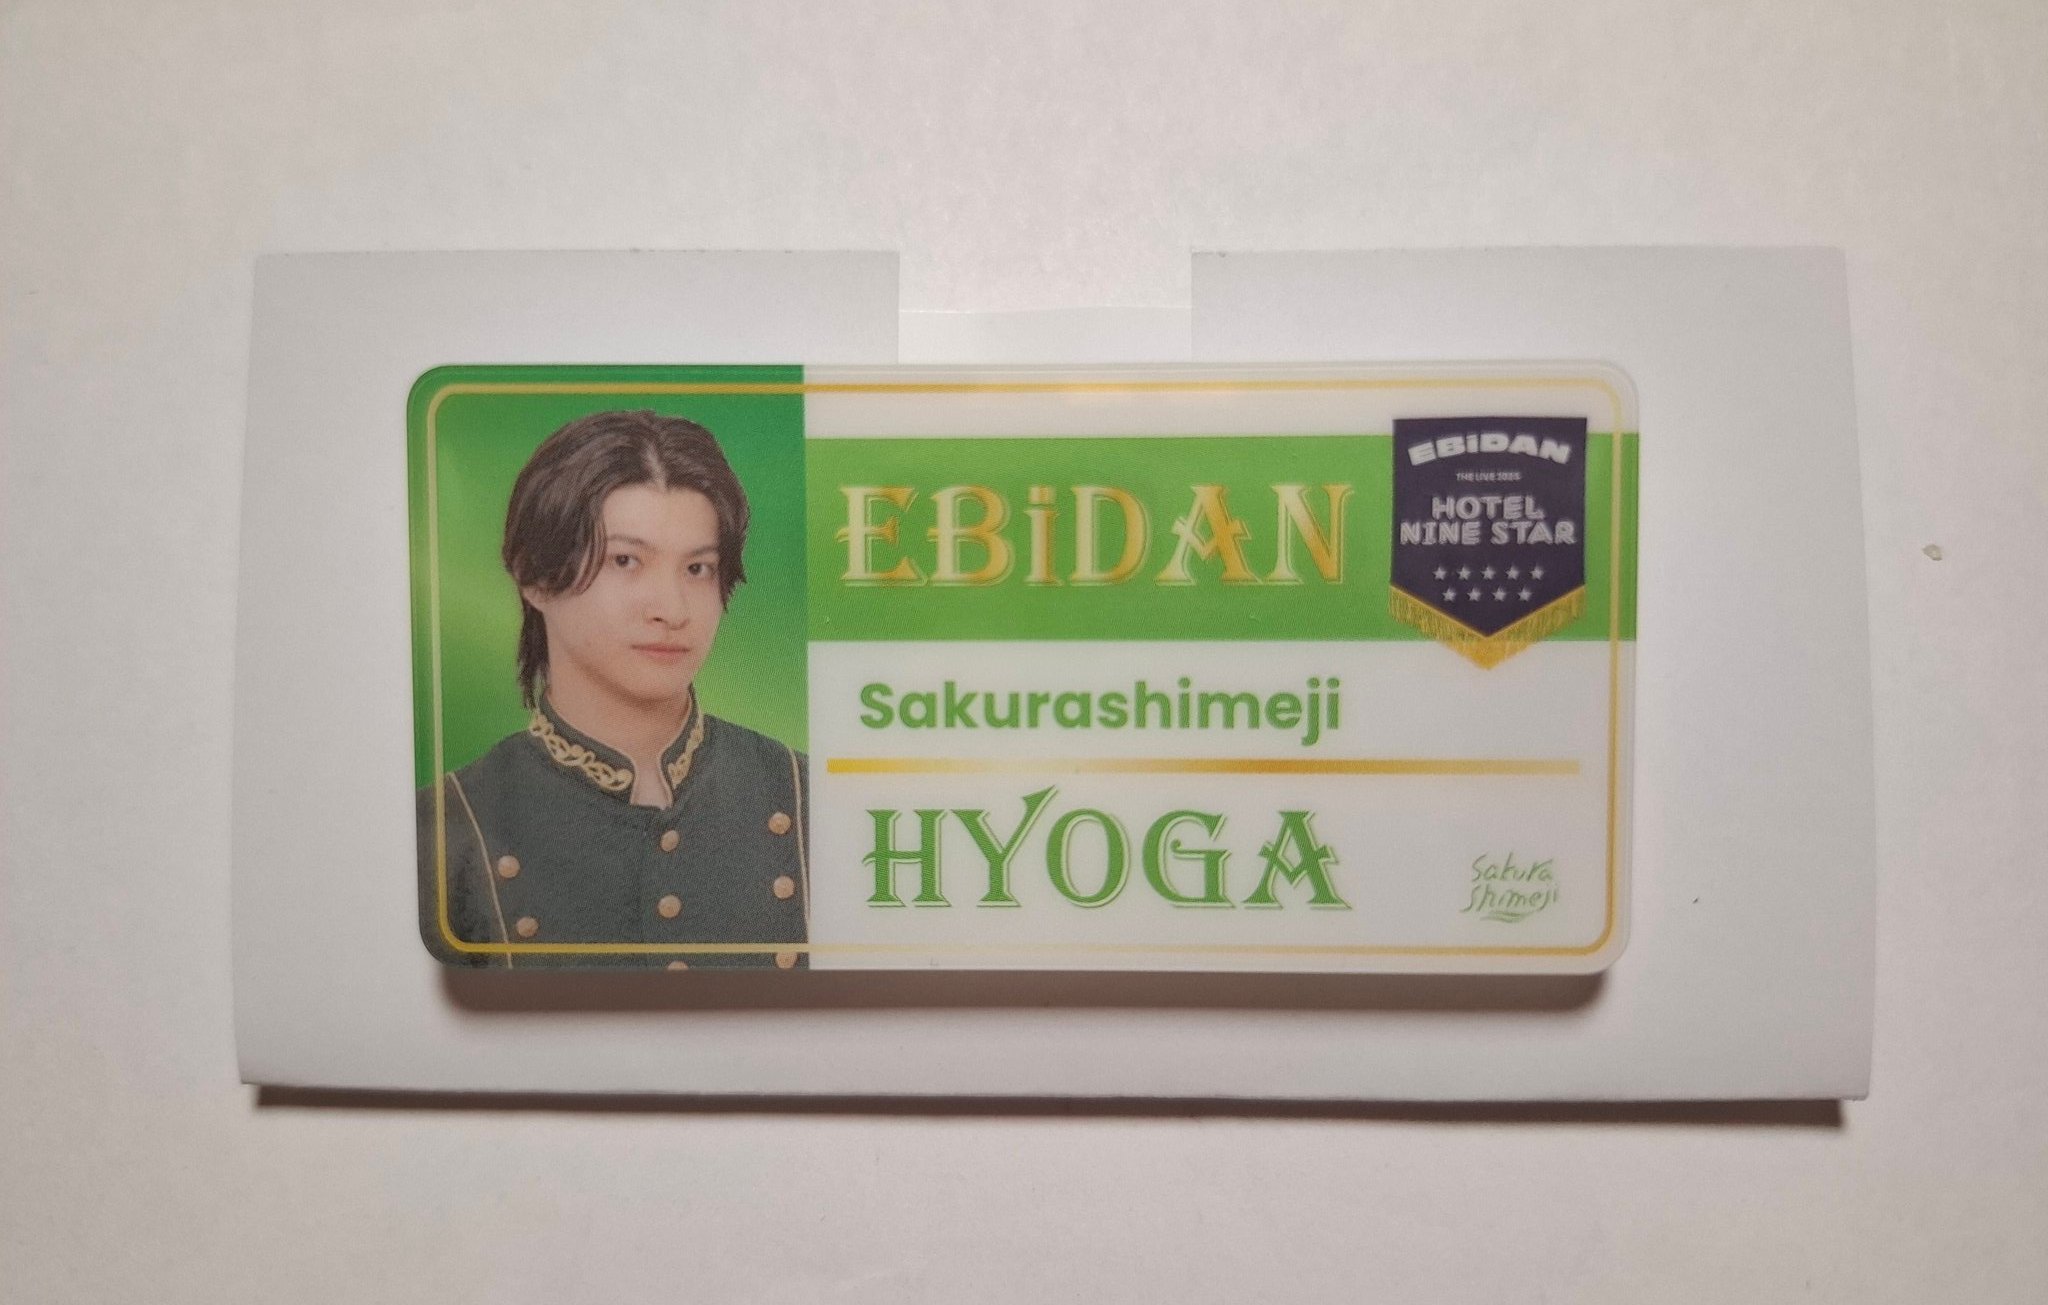 EBiDAN
EBiDAN
THE LIVE 2025
HOTEL
NINE STAR
Sakurashimeji
HYOGA
Sakura
Shimeji